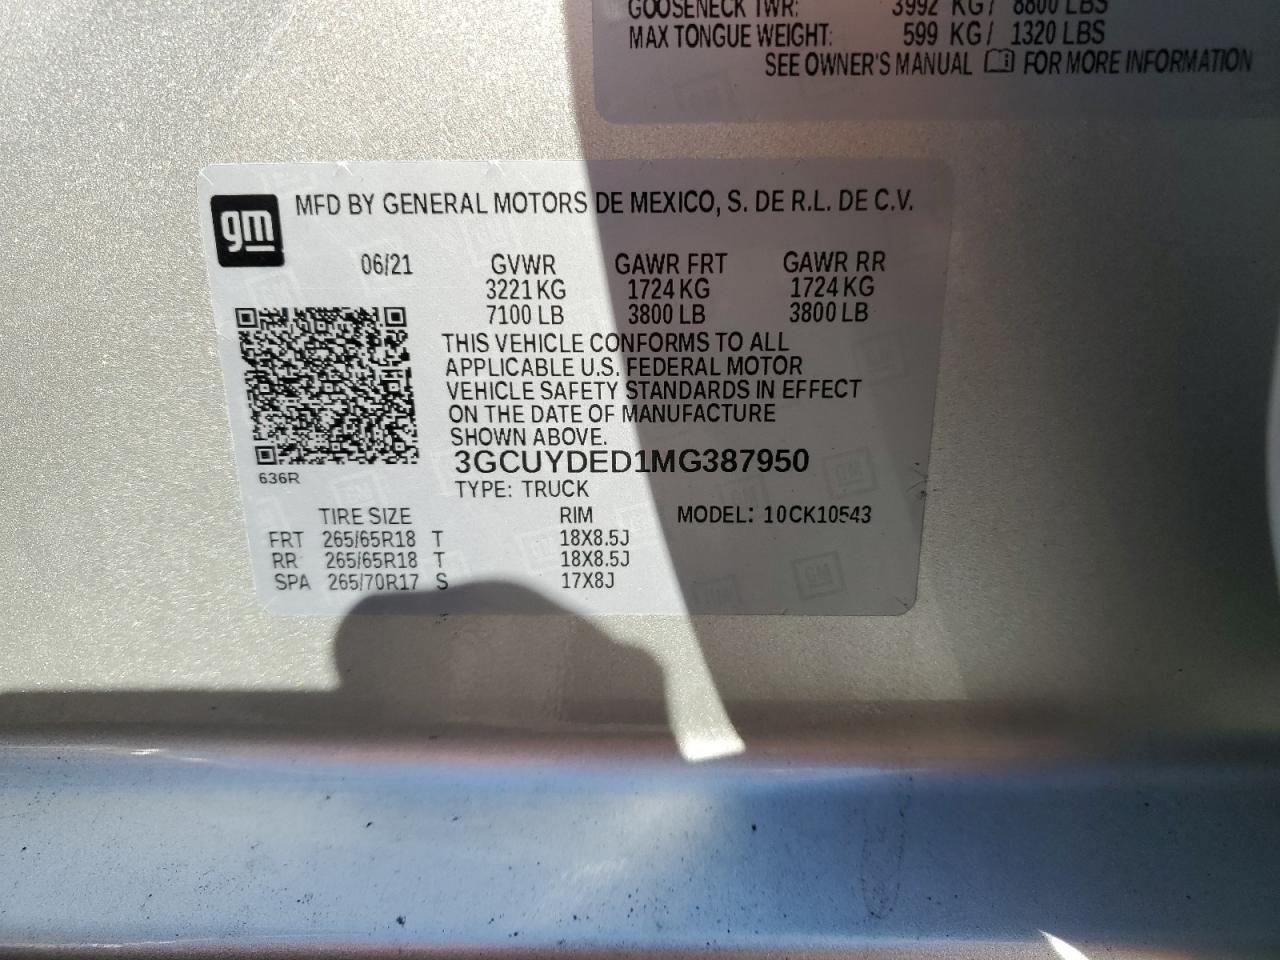 GOOSENECK TWR: 3992 KG / 8800 LBS
MAX TONGUE WEIGHT: 599 KG / 1320 LBS
SEE OWNER'S MANUAL FOR MORE INFORMATION
gm
MFD BY GENERAL MOTORS DE MEXICO, S. DE R.L. DE C.V.
06/21 GVWR GAWR FRT GAWR RR
3221 KG 1724 KG 1724 KG
7100 LB 3800 LB 3800 LB
THIS VEHICLE CONFORMS TO ALL
APPLICABLE U.S. FEDERAL MOTOR
VEHICLE SAFETY STANDARDS IN EFFECT
ON THE DATE OF MANUFACTURE
SHOWN ABOVE.
3GCUYDED1MG387950
636R
TYPE: TRUCK
TIRE SIZE RIM MODEL: 10CK10543
FRT 265/65R18 T 18X8.5J
RR 265/65R18 T 18X8.5J
SPA 265/70R17 S 17X8J